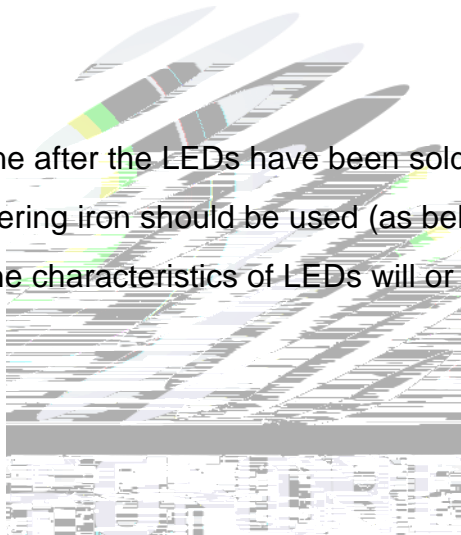 ne after the LEDs have been sold
ering iron should be used (as bel
ne characteristics of LEDs will or